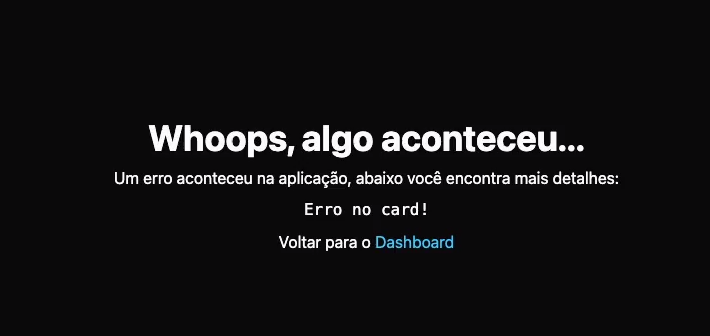 Whoops, algo aconteceu...
Um erro aconteceu na aplicação, abaixo você encontra mais detalhes:
Erro no card!
Voltar para o Dashboard